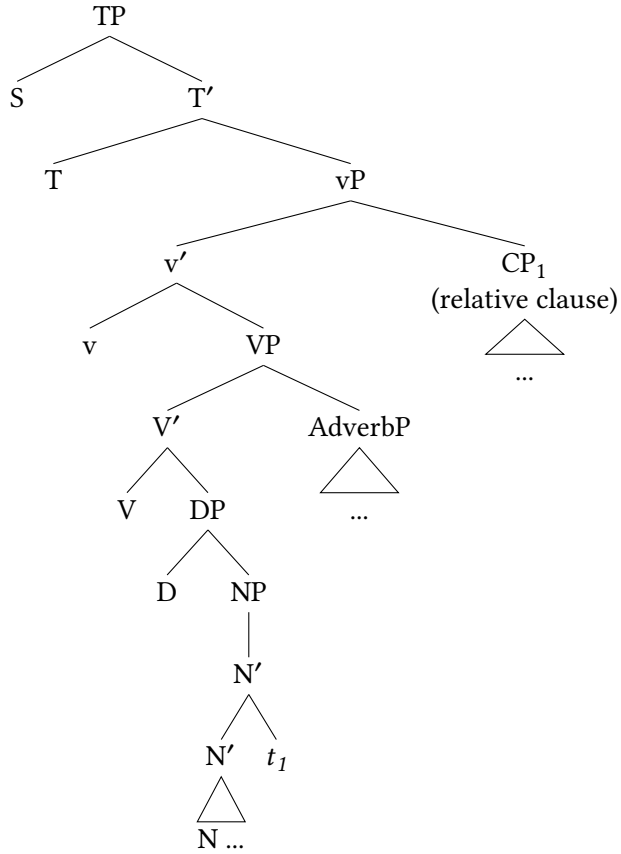 TP
S T′
T vP
v′ CP₁
(relative clause)
v VP
...
V′ AdverbP
V DP
...
D NP
N′
N′ t₁
N ...